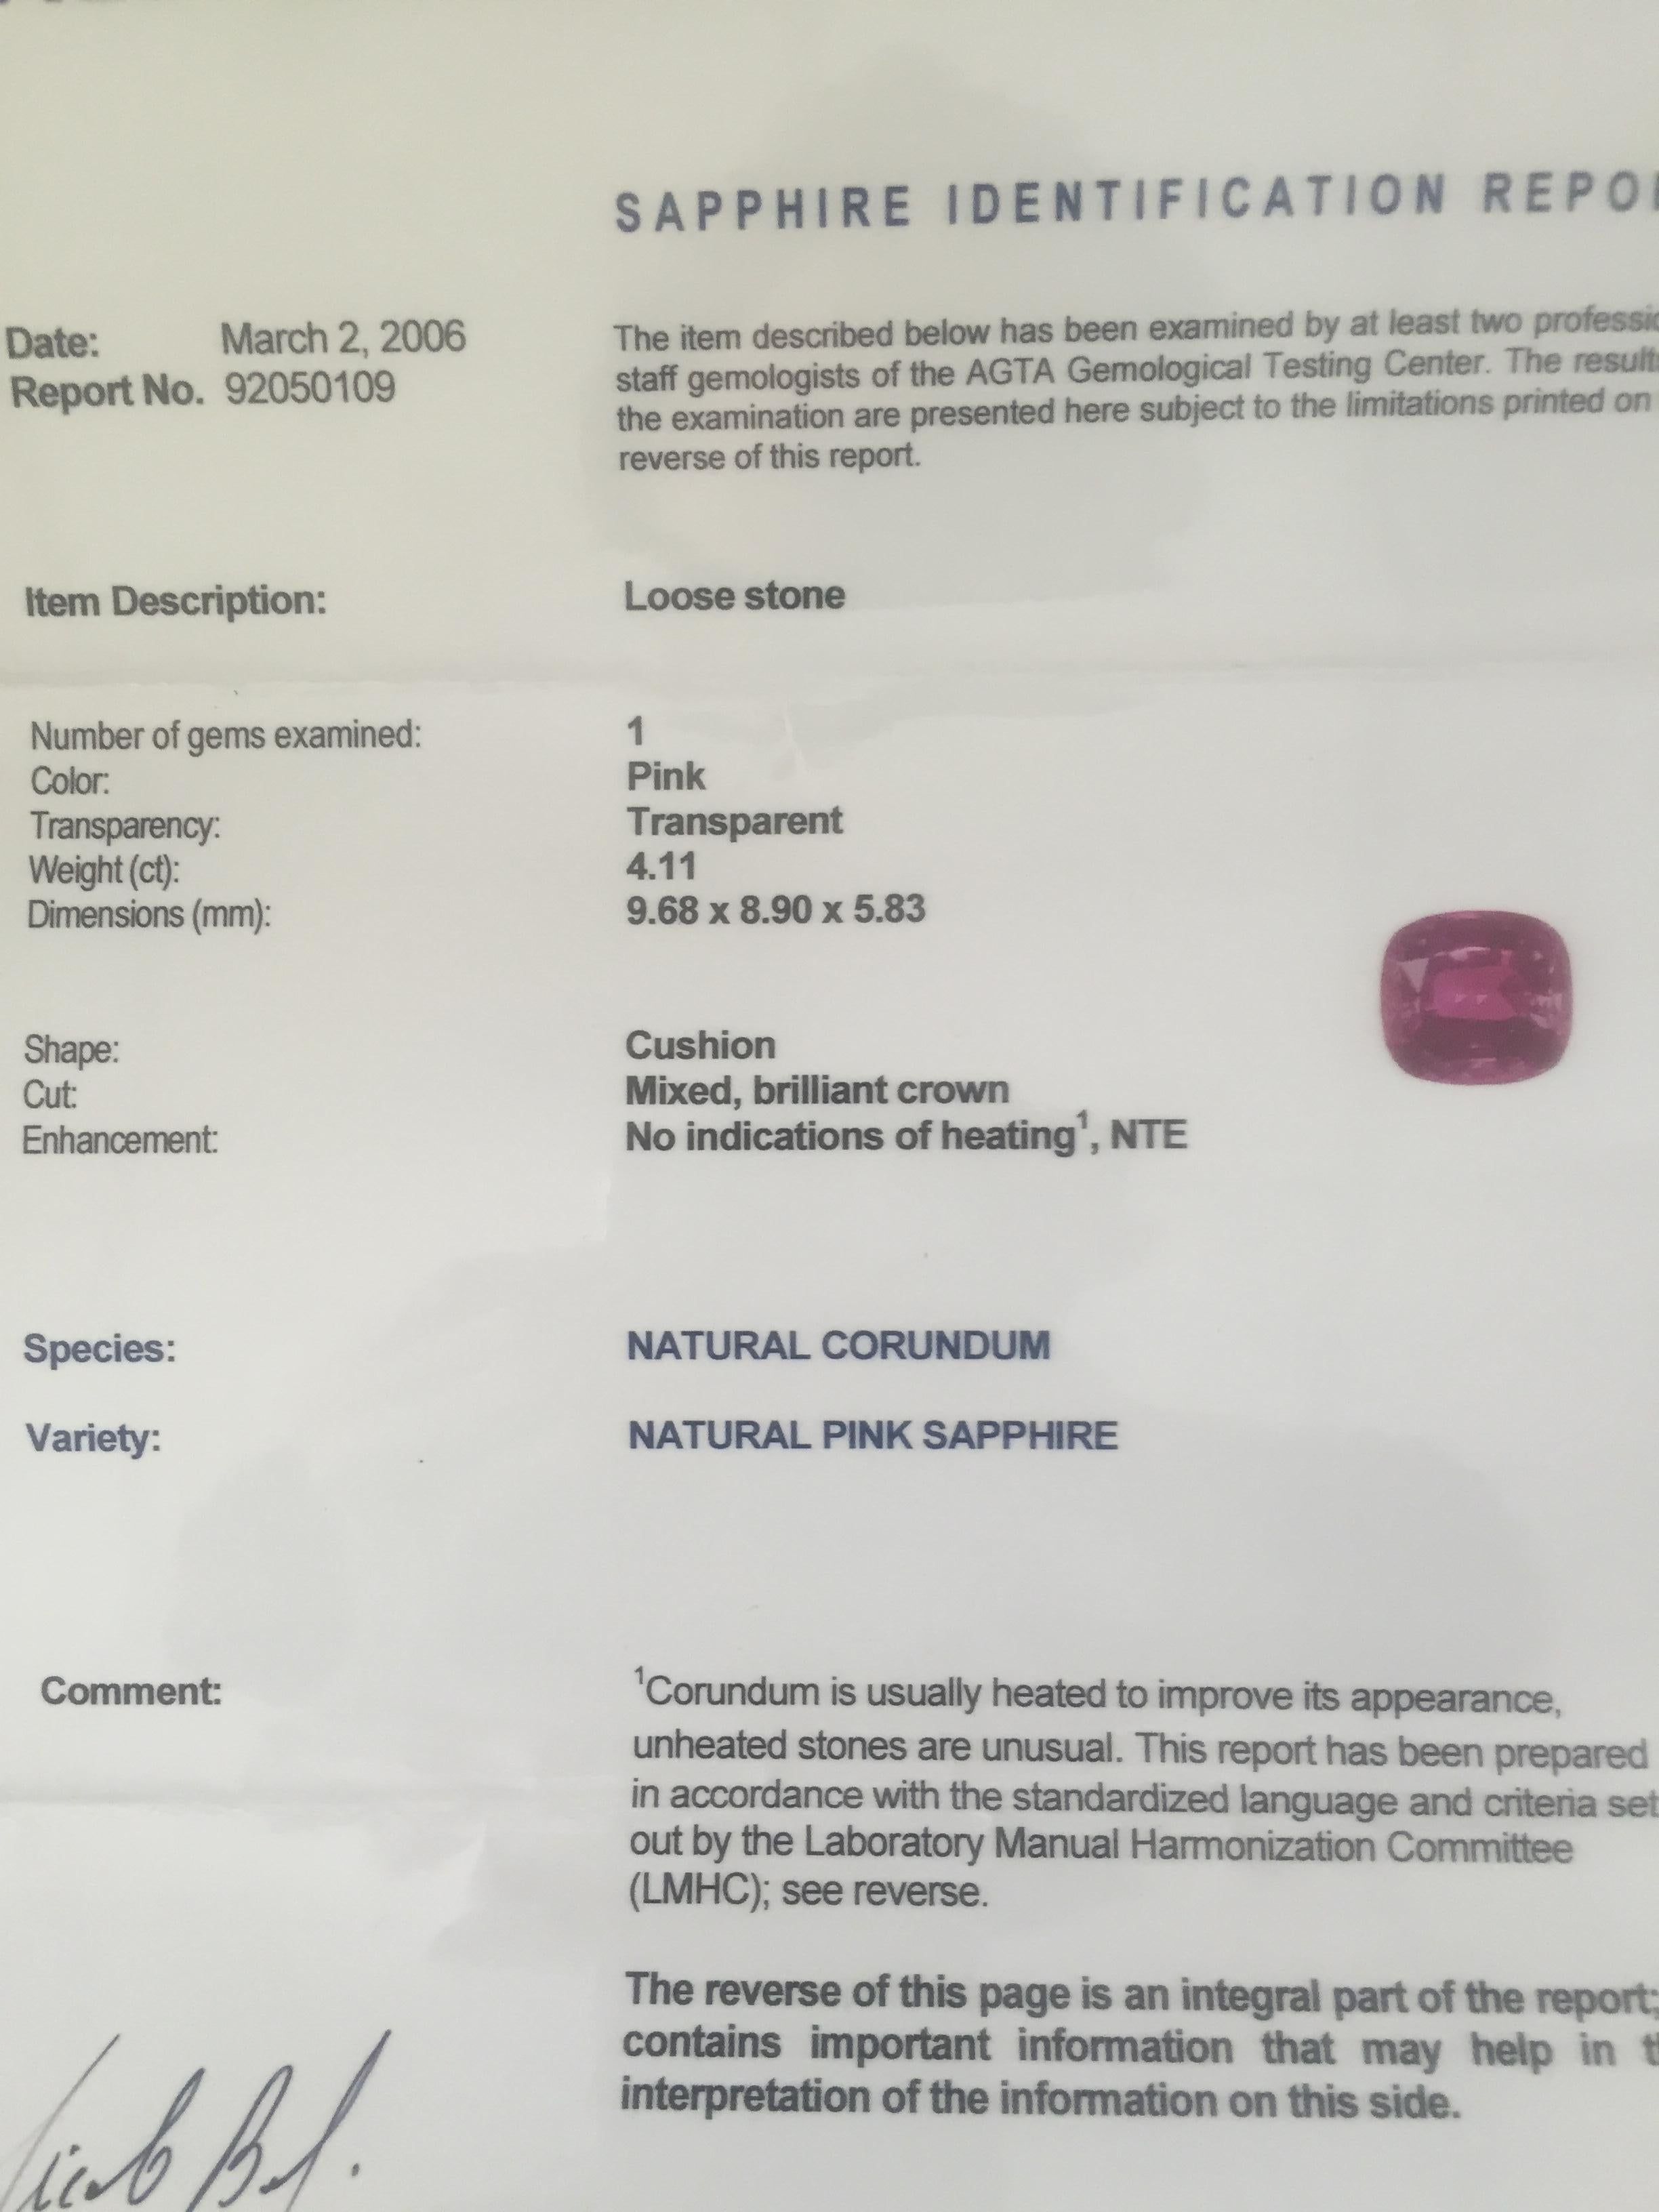 SAPPHIRE IDENTIFICATION
Date: March 2, 2006
Report No. 92050109
The item described below has been examined by at least two
staff gemologists of the AGTA Gemological Testing Center. The
the examination are presented here subject to the limitations printed on
reverse of this report.
Item Description: Loose stone
Number of gems examined: 1
Color: Pink
Transparency: Transparent
Weight (ct): 4.11
Dimensions (mm): 9.68 x 8.90 x 5.83
Shape: Cushion
Cut: Mixed, brilliant crown
Enhancement: No indications of heating¹, NTE
Species: NATURAL CORUNDUM
Variety: NATURAL PINK SAPPHIRE
Comment: ¹Corundum is usually heated to improve its appearance,
unheated stones are unusual. This report has been prepared
in accordance with the standardized language and criteria set
out by the Laboratory Manual Harmonization Committee
(LMHC); see reverse.
The reverse of this page is an integral part of the report;
contains important information that may help in
interpretation of the information on this side.